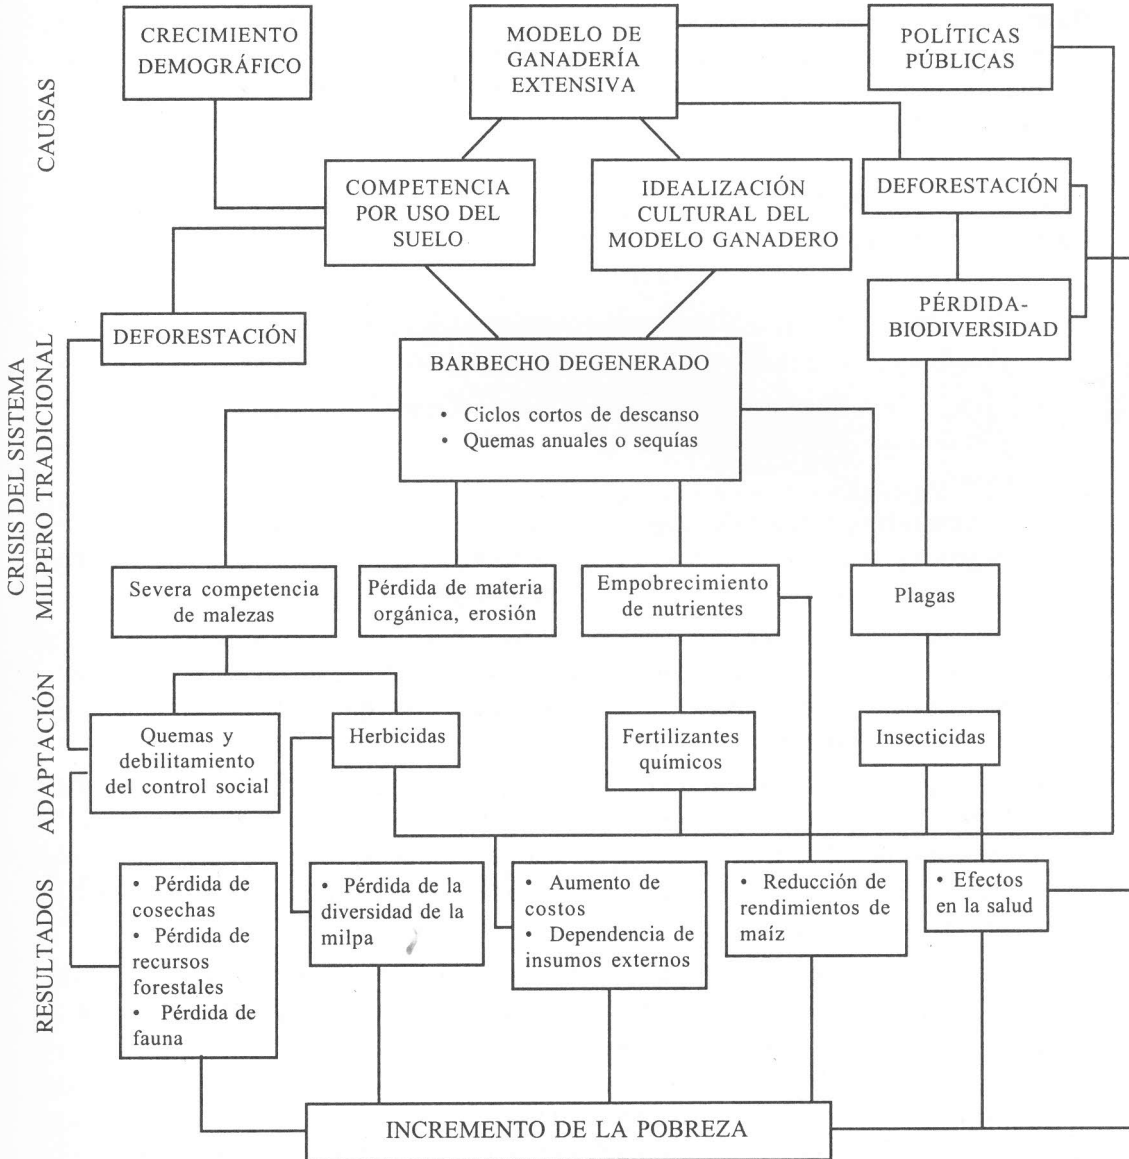 CAUSAS
CRECIMIENTO
DEMOGRÁFICO
MODELO DE
GANADERÍA
EXTENSIVA
POLÍTICAS
PÚBLICAS
COMPETENCIA
POR USO DEL
SUELO
IDEALIZACIÓN
CULTURAL DEL
MODELO GANADERO
DEFORESTACIÓN
CRISIS DEL SISTEMA
MILPERO TRADICIONAL
DEFORESTACIÓN
PÉRDIDA-
BIODIVERSIDAD
BARBECHO DEGENERADO
• Ciclos cortos de descanso
• Quemas anuales o sequías
Severa competencia
de malezas
Pérdida de materia
orgánica, erosión
Empobrecimiento
de nutrientes
Plagas
ADAPTACIÓN
Quemas y
debilitamiento
del control social
Herbicidas
Fertilizantes
químicos
Insecticidas
RESULTADOS
• Pérdida de
cosechas
• Pérdida de
recursos
forestales
• Pérdida de
fauna
• Pérdida de la
diversidad de la
milpa
• Aumento de
costos
• Dependencia de
insumos externos
• Reducción de
rendimientos de
maíz
• Efectos
en la salud
INCREMENTO DE LA POBREZA